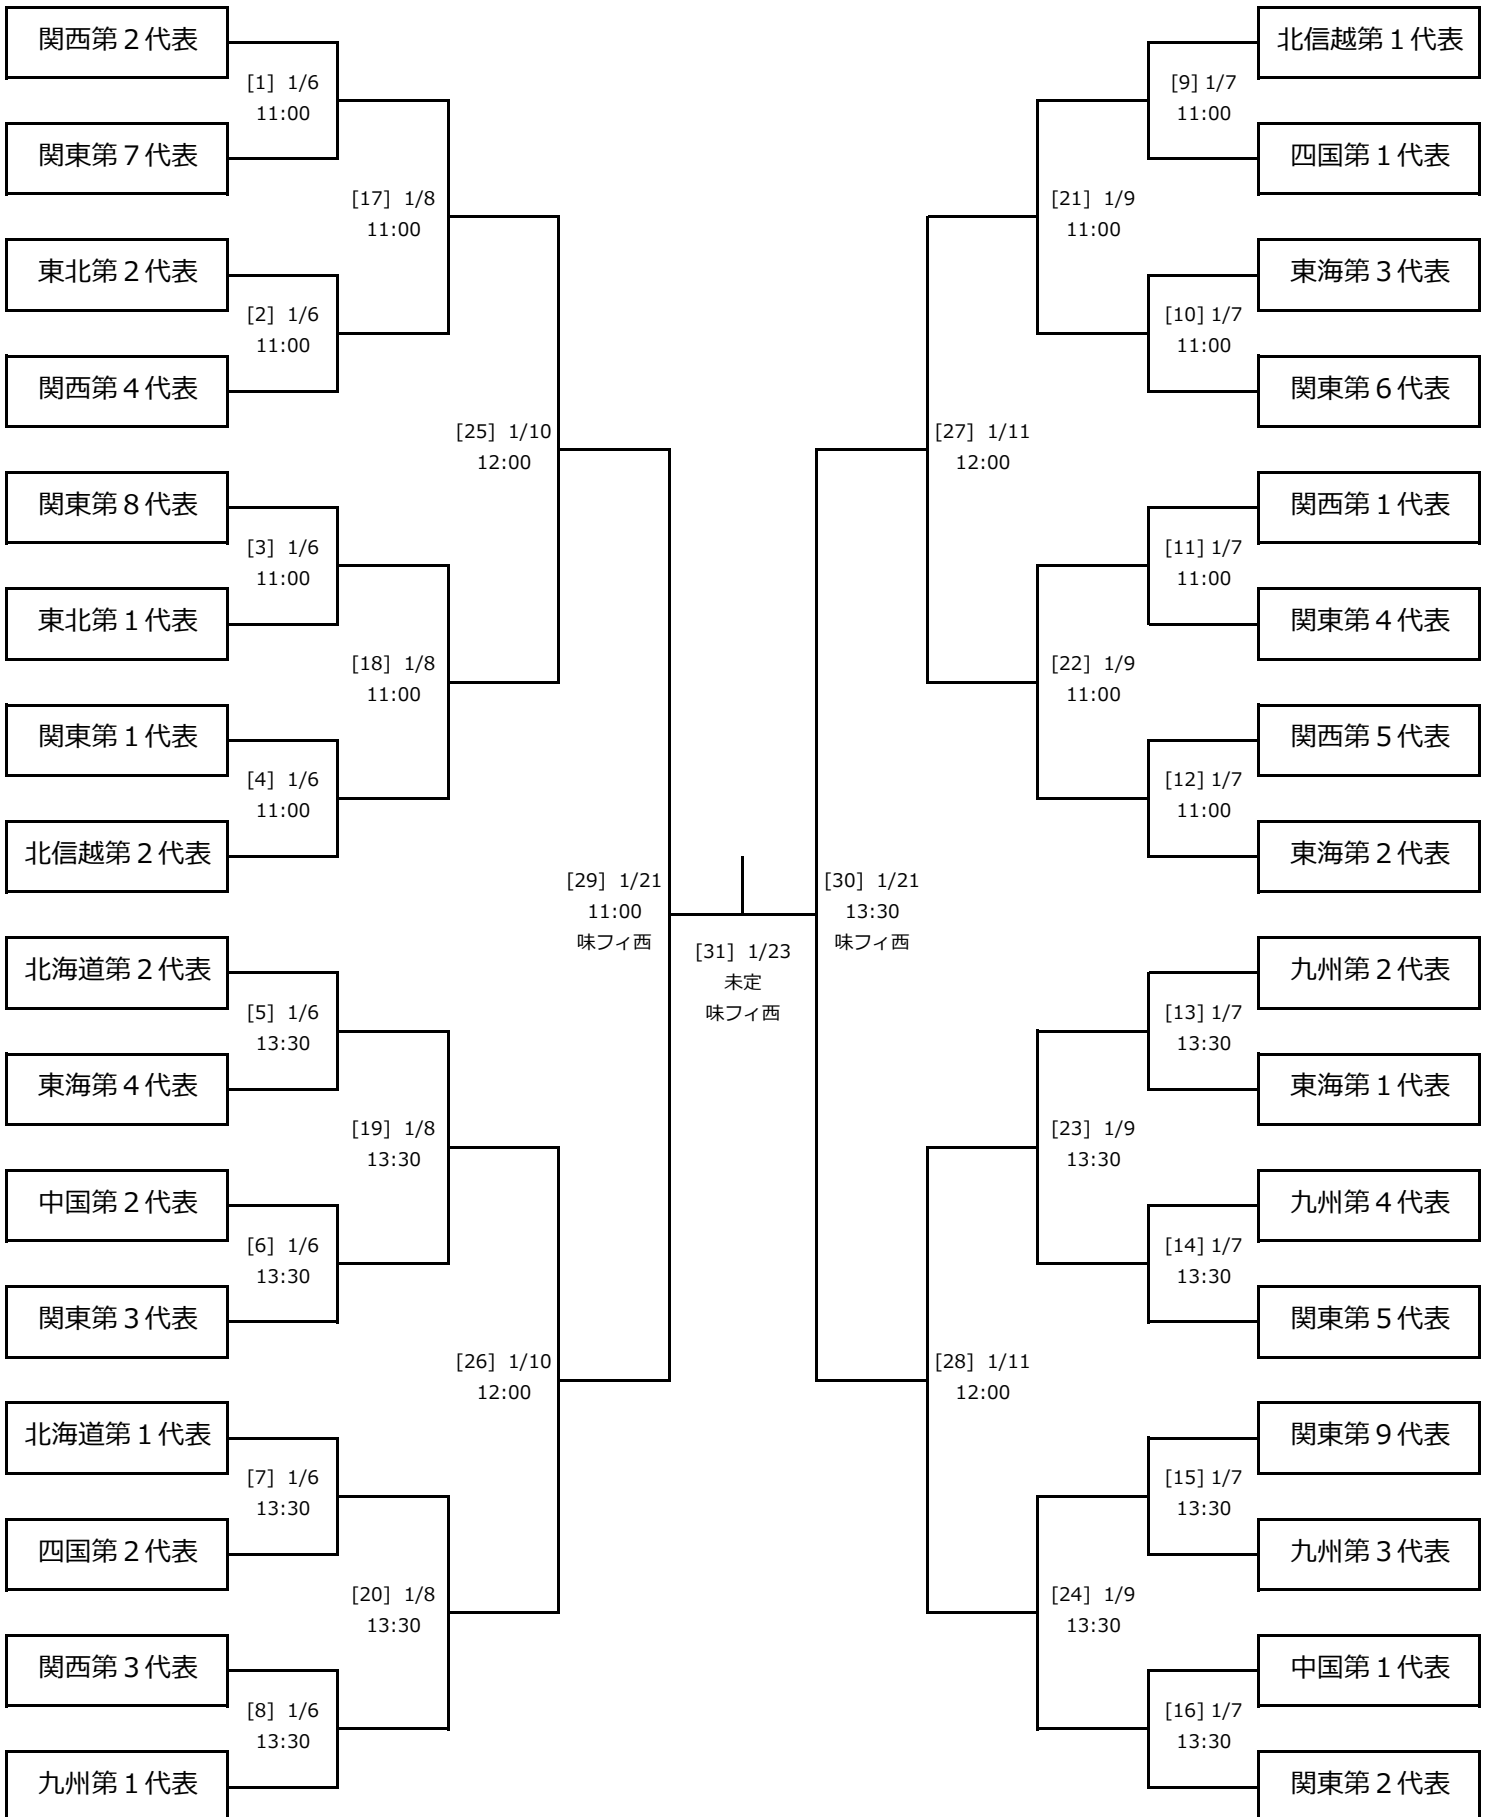 関西第２代表
[1] 1/6
11:00
関東第７代表
[17] 1/8
11:00
東北第２代表
[2] 1/6
11:00
関西第４代表
[25] 1/10
12:00
関東第８代表
[3] 1/6
11:00
東北第１代表
[18] 1/8
11:00
関東第１代表
[4] 1/6
11:00
北信越第２代表
[29] 1/21
11:00
味フィ西
北海道第２代表
[5] 1/6
13:30
東海第４代表
[19] 1/8
13:30
中国第２代表
[6] 1/6
13:30
関東第３代表
[26] 1/10
12:00
北海道第１代表
[7] 1/6
13:30
四国第２代表
[20] 1/8
13:30
関西第３代表
[8] 1/6
13:30
九州第１代表
[31] 1/23
未定
味フィ西
北信越第１代表
[9] 1/7
11:00
四国第１代表
[21] 1/9
11:00
東海第３代表
[10] 1/7
11:00
関東第６代表
[27] 1/11
12:00
関西第１代表
[11] 1/7
11:00
関東第４代表
[22] 1/9
11:00
関西第５代表
[12] 1/7
11:00
東海第２代表
[30] 1/21
13:30
味フィ西
九州第２代表
[13] 1/7
13:30
東海第１代表
[23] 1/9
13:30
九州第４代表
[14] 1/7
13:30
関東第５代表
[28] 1/11
12:00
関東第９代表
[15] 1/7
13:30
九州第３代表
[24] 1/9
13:30
中国第１代表
[16] 1/7
13:30
関東第２代表